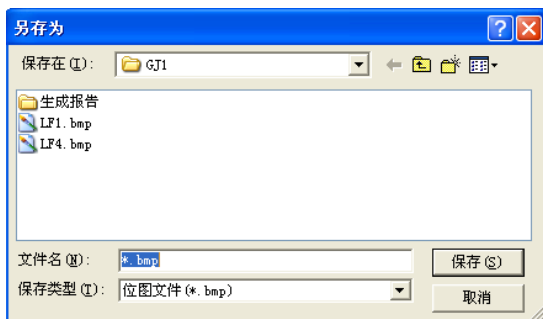 另存为
保存在(I):
GJ1
生成报告
LF1.bmp
LF4.bmp
文件名(N):
*.bmp
保存(S)
保存类型(T):
位图文件(*.bmp)
取消